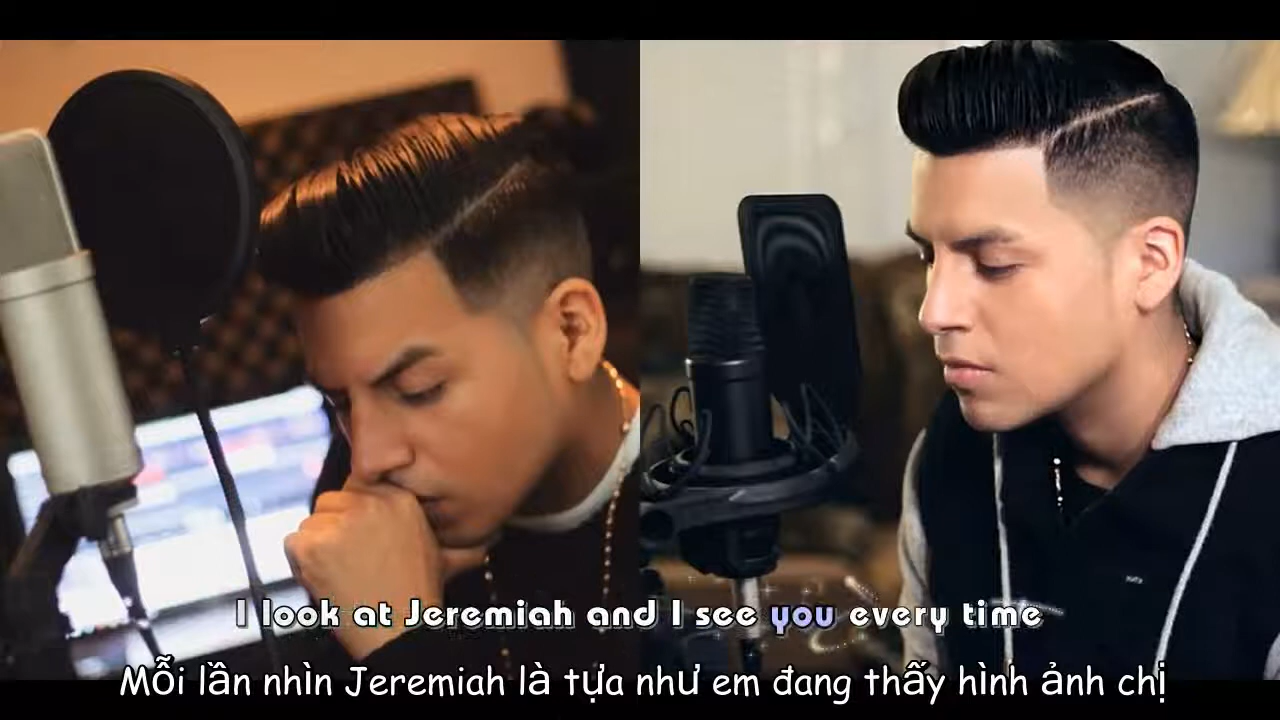 I look at Jeremiah and I see you every time
Mỗi lần nhìn Jeremiah là tựa như em đang thấy hình ảnh chị